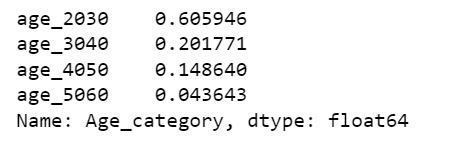 age_2030    0.605946
age_3040    0.201771
age_4050    0.148640
age_5060    0.043643
Name: Age_category, dtype: float64